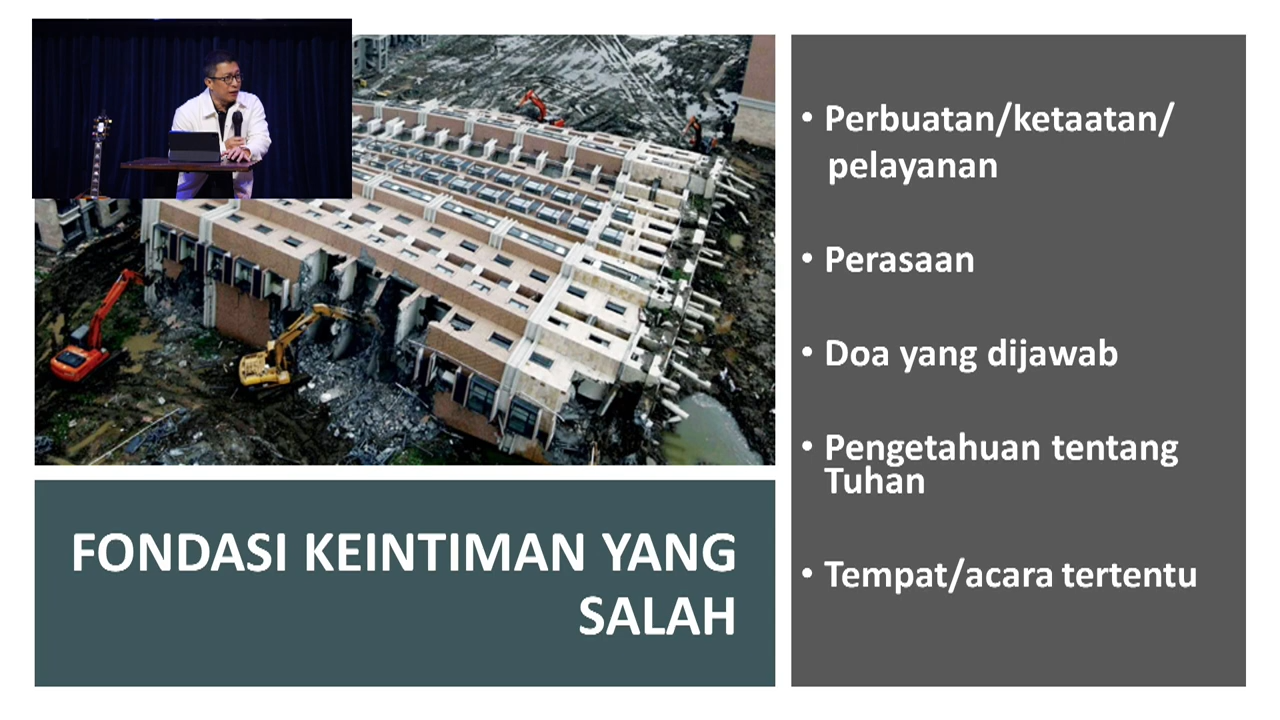 FONDASI KEINTIMAN YANG
SALAH
• Perbuatan/ketaatan/
pelayanan
• Perasaan
• Doa yang dijawab
• Pengetahuan tentang
Tuhan
• Tempat/acara tertentu